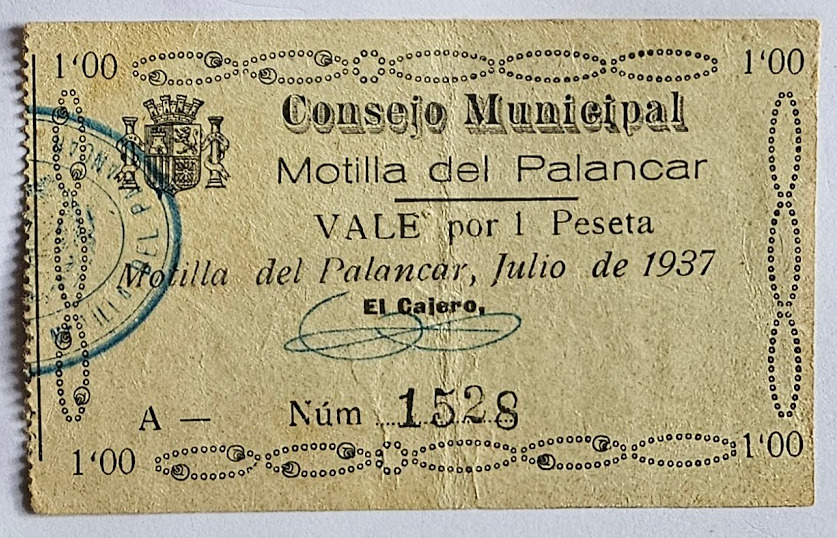 1'00 1'00
Consejo Municipal
Motilla del Palancar
VALE por 1 Peseta
Motilla del Palancar, Julio de 1937
El Cajero,
A — Núm 1528
1'00 1'00